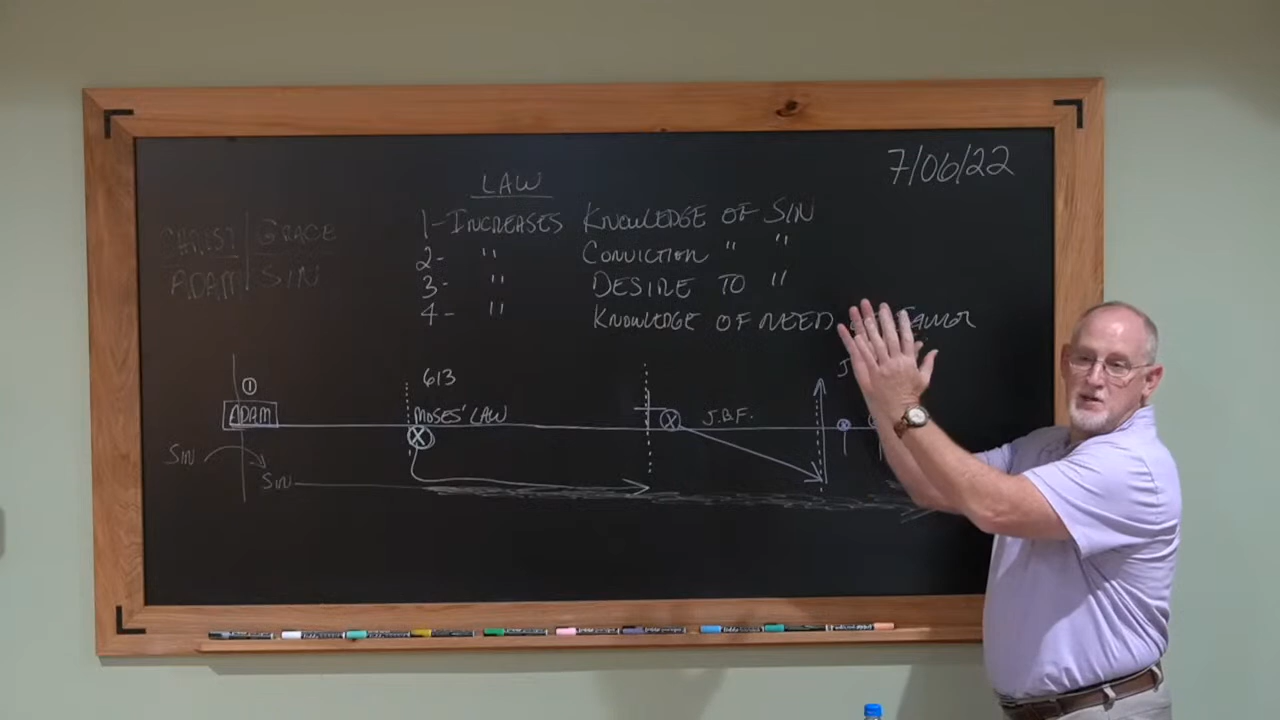 7/06/22
LAW
1- INCREASES KNOWLEDGE OF SIN
2- " CONVICTION " "
3- " DESIRE TO "
4- " KNOWLEDGE OF NEED
CHRIST GRACE
ADAM SIN
613
1
ADAM
MOSES' LAW
X
X J.B.F.
x
SIN
SIN